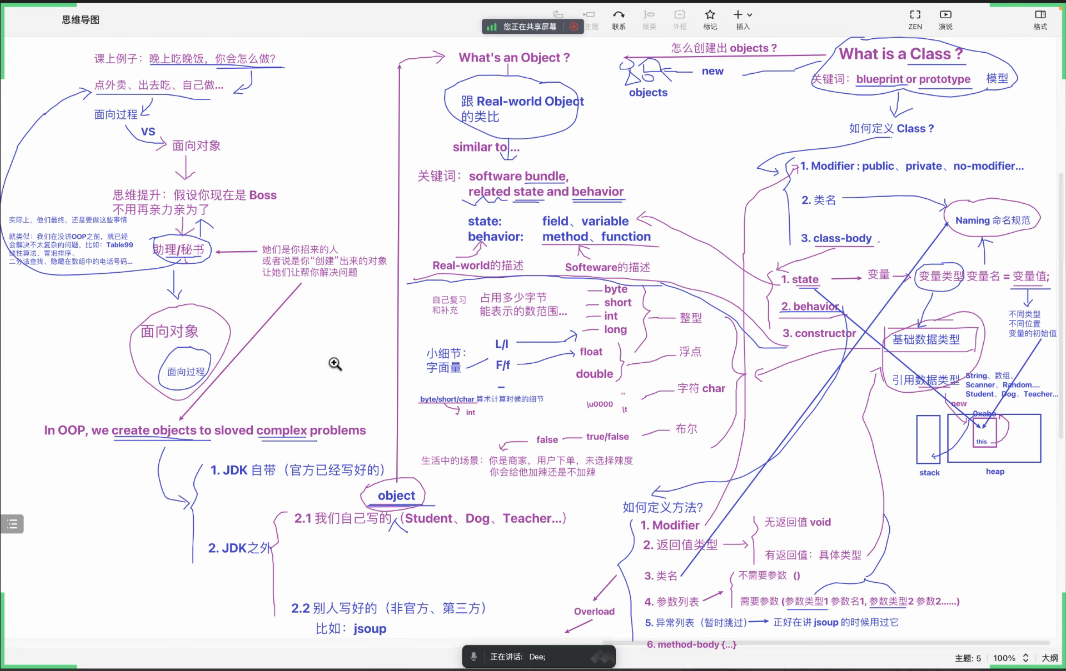 思维导图
您正在共享屏幕
主题
联系
摘要
外框
标记
插入
ZEN
演说
格式
课上例子：晚上吃晚饭，你会怎么做?
点外卖、出去吃、自己做...
面向过程
VS
面向对象
思维提升：假设你现在是 Boss
不用再亲力亲为了
实际上，他们最终，还是要做这些事情
就类似：我们在没讲OOP之前，就已经
会解决不太复杂的问题，比如：Table99
线性算法、冒泡排序、
二分法查找、隐藏在数组中的电话号码...
助理/秘书
她们是你招来的人
或者说是你“创建”出来的对象
让她们帮你解决问题
面向对象
面向过程
In OOP, we create objects to sloved complex problems
1. JDK 自带（官方已经写好的）
object
2.1 我们自己写的（Student、Dog、Teacher...）
2. JDK之外
2.2 别人写好的（非官方、第三方）
比如：jsoup
What's an Object ?
跟 Real-world Object
的类比
similar to ...
关键词：software bundle,
related state and behavior
state: field、variable
behavior: method、function
Real-world的描述
Softeware的描述
自己复习
和补充
占用多少字节
能表示的数范围...
byte
short
int
long
整型
小细节：
字面量
L/l
F/f
_
float
double
浮点
byte/short/char 算术计算时候的细节
int
\u0000
''
\t
字符 char
false
true/false
布尔
生活中的场景：你是商家，用户下单，未选择辣度
你会给他加辣还是不加辣
怎么创建出 objects ?
new
objects
What is a Class ?
关键词：blueprint or prototype
模型
如何定义 Class ?
1. Modifier : public、private、no-modifier...
2. 类名
Naming 命名规范
3. class-body
1. state
变量
变量类型 变量名 = 变量值;
2. behavior
3. constructor
不同类型
不同位置
变量的初始值
基础数据类型
引用数据类型
String、数组、
Scanner、Random....
Student、Dog、Teacher...
new
0xabc
this
stack
heap
如何定义方法?
1. Modifier
2. 返回值类型
无返回值 void
有返回值：具体类型
3. 类名
4. 参数列表
不需要参数 ()
需要参数 (参数类型1 参数名1, 参数类型2 参数2......)
Overload
5. 异常列表（暂时跳过）
正好在讲 jsoup 的时候用过它
6. method-body {...}
正在讲话: Dee;
主题: 5
100%
大纲